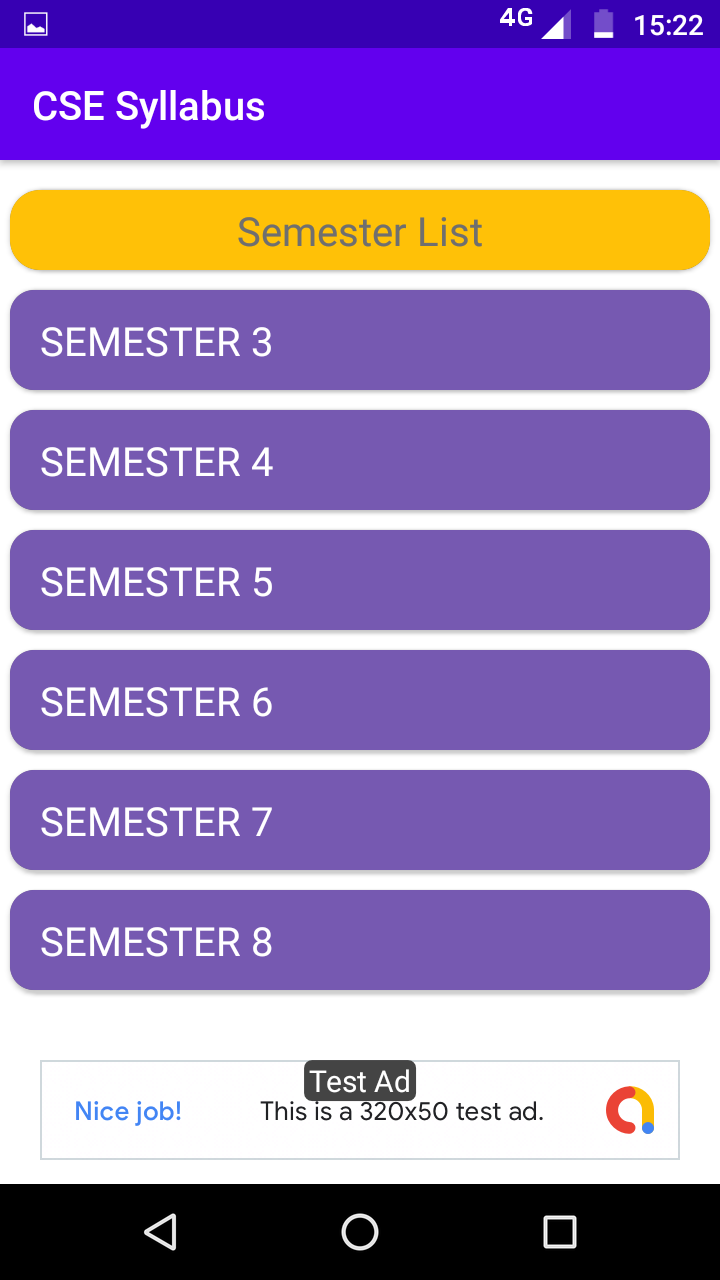 4G 15:22
CSE Syllabus
Semester List
SEMESTER 3
SEMESTER 4
SEMESTER 5
SEMESTER 6
SEMESTER 7
SEMESTER 8
Test Ad
Nice job! This is a 320x50 test ad.